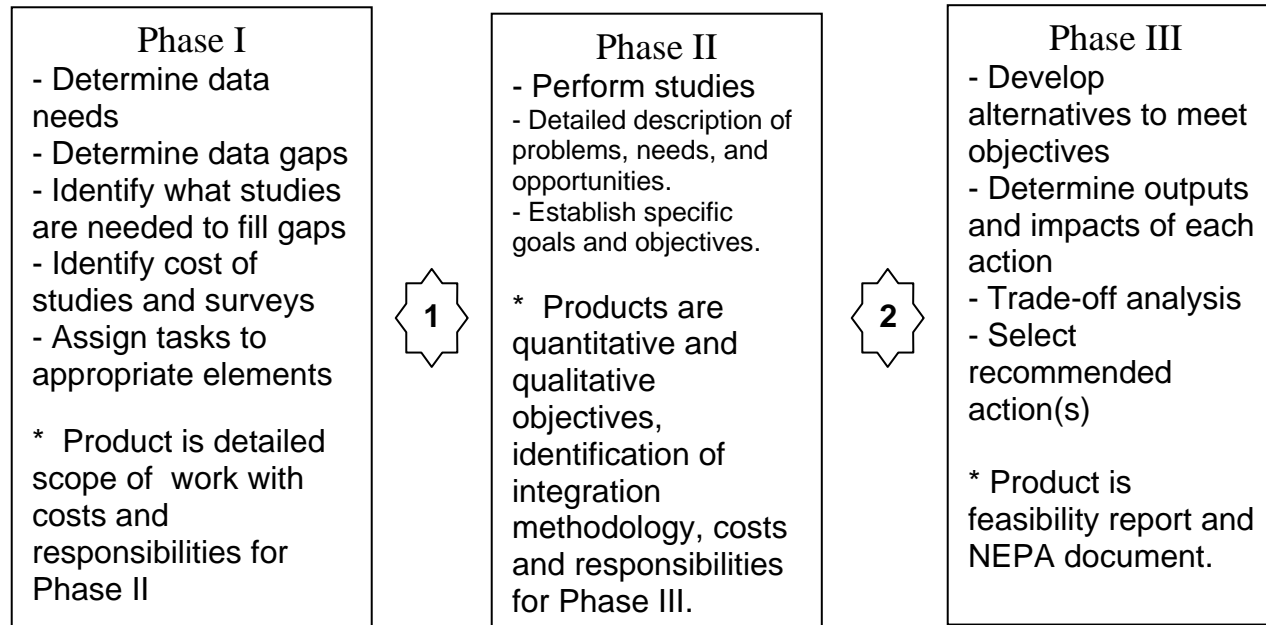 Phase I
- Determine data
needs
- Determine data gaps
- Identify what studies
are needed to fill gaps
- Identify cost of
studies and surveys
- Assign tasks to
appropriate elements
* Product is detailed
scope of work with
costs and
responsibilities for
Phase II
1
Phase II
- Perform studies
- Detailed description of
problems, needs, and
opportunities.
- Establish specific
goals and objectives.
* Products are
quantitative and
qualitative
objectives,
identification of
integration
methodology, costs
and responsibilities
for Phase III.
2
Phase III
- Develop
alternatives to meet
objectives
- Determine outputs
and impacts of each
action
- Trade-off analysis
- Select
recommended
action(s)
* Product is
feasibility report and
NEPA document.